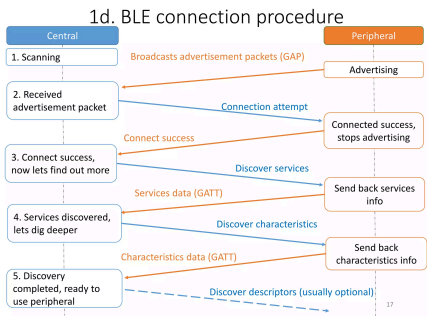 1d. BLE connection procedure
Central
Peripheral
1. Scanning
Broadcasts advertisement packets (GAP)
Advertising
2. Received
advertisement packet
Connection attempt
Connected success,
stops advertising
Connect success
3. Connect success,
now lets find out more
Discover services
Services data (GATT)
Send back services
info
4. Services discovered,
lets dig deeper
Discover characteristics
Send back
characteristics info
Characteristics data (GATT)
5. Discovery
completed, ready to
use peripheral
Discover descriptors (usually optional)
17